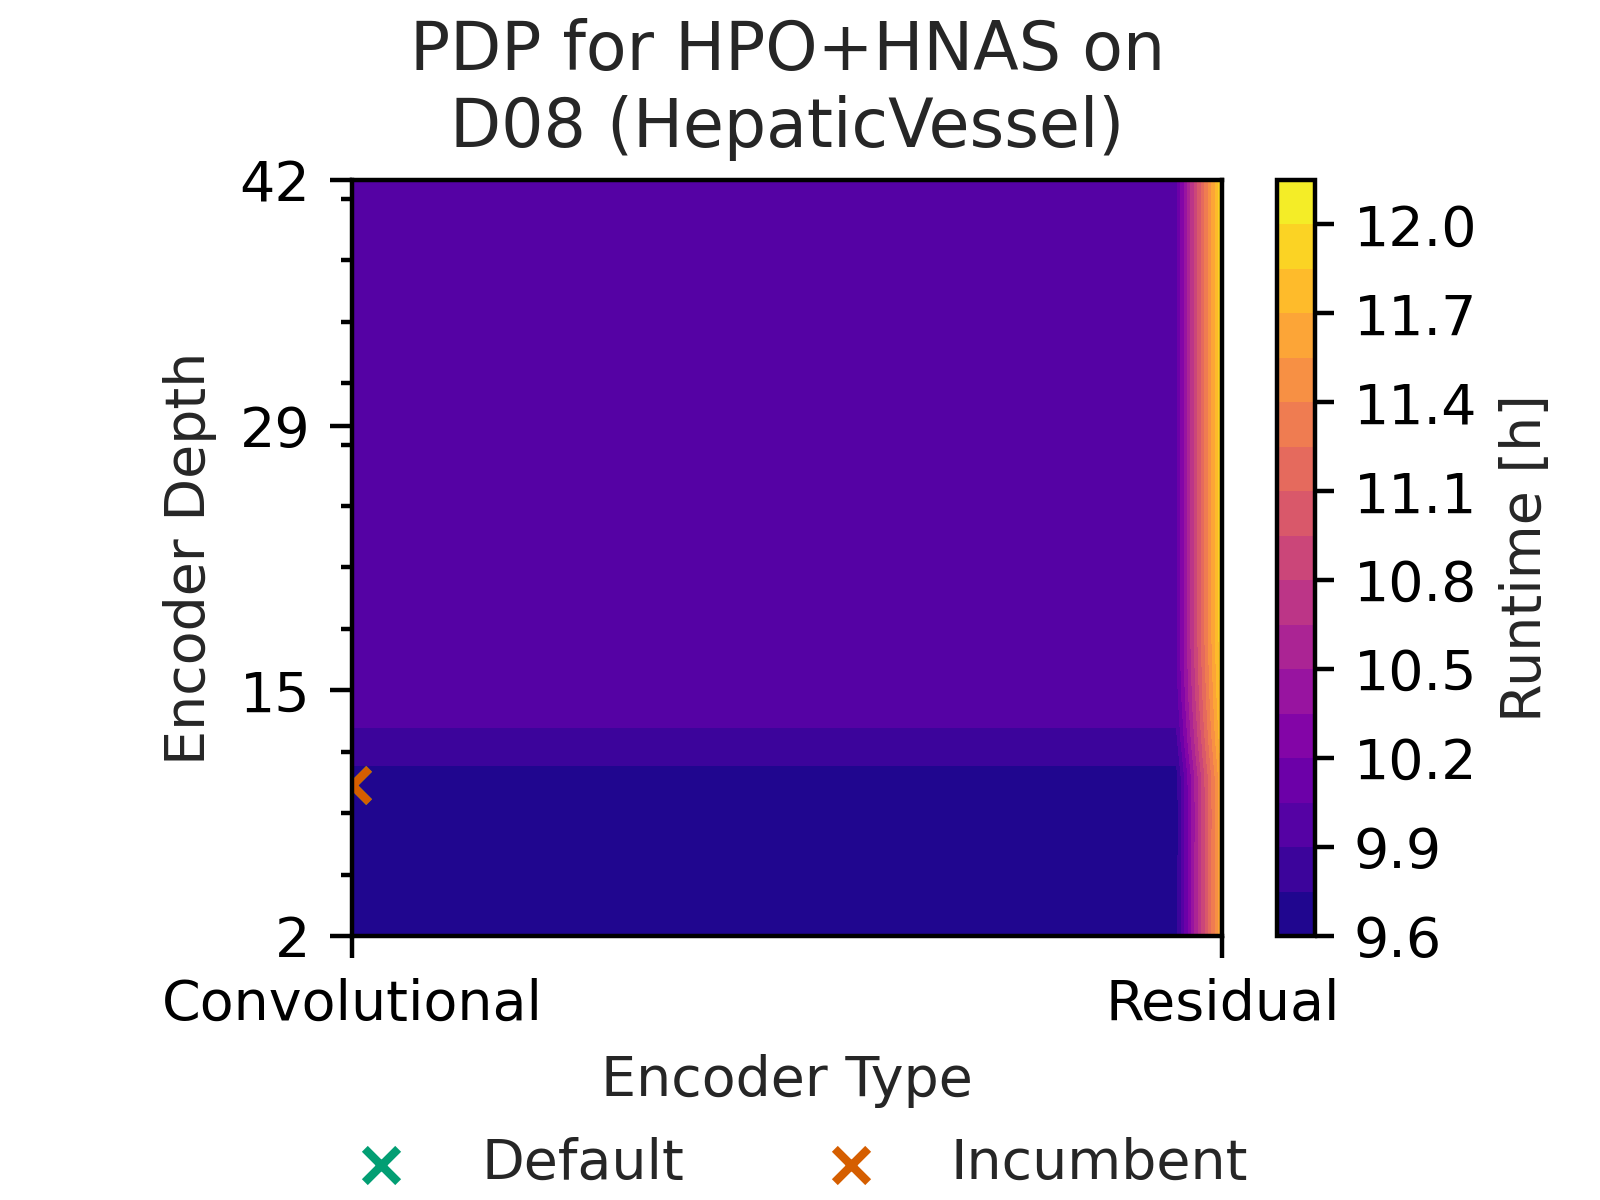 PDP for HPO+HNAS on
D08 (HepaticVessel)
Encoder Depth
42
29
15
2
Convolutional
Residual
Encoder Type
12.0
11.7
11.4
11.1
10.8
10.5
10.2
9.9
9.6
Runtime [h]
Default
Incumbent